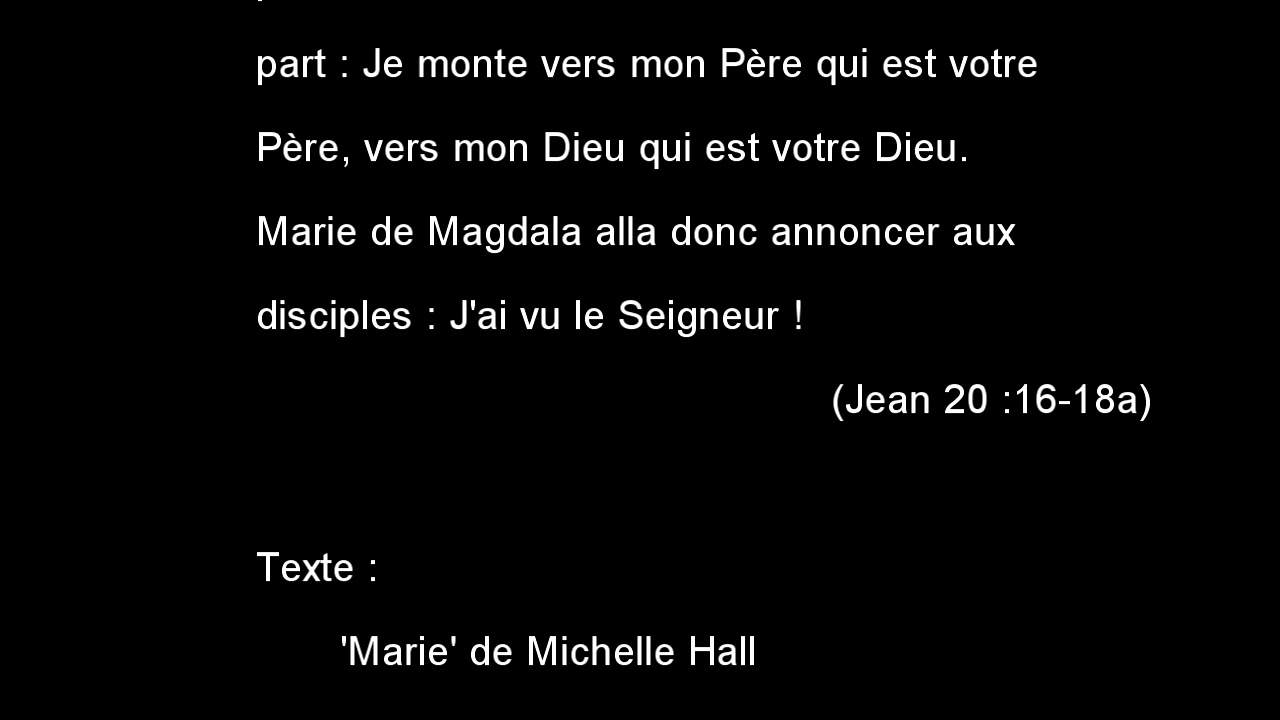 part : Je monte vers mon Père qui est votre
Père, vers mon Dieu qui est votre Dieu.
Marie de Magdala alla donc annoncer aux
disciples : J'ai vu le Seigneur !
(Jean 20 :16-18a)
Texte :
'Marie' de Michelle Hall